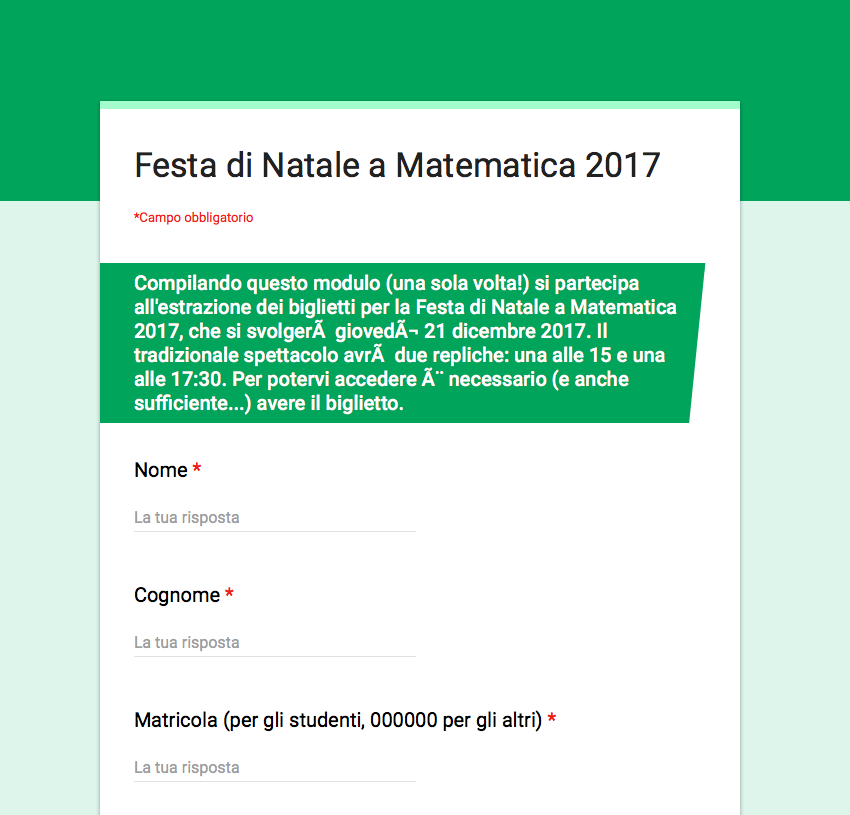 Festa di Natale a Matematica 2017
*Campo obbligatorio
Compilando questo modulo (una sola volta!) si partecipa
all'estrazione dei biglietti per la Festa di Natale a Matematica
2017, che si svolgerÃ  giovedÃ¬ 21 dicembre 2017. Il
tradizionale spettacolo avrÃ  due repliche: una alle 15 e una
alle 17:30. Per potervi accedere Ã¨ necessario (e anche
sufficiente...) avere il biglietto.
Nome *
La tua risposta
Cognome *
La tua risposta
Matricola (per gli studenti, 000000 per gli altri) *
La tua risposta